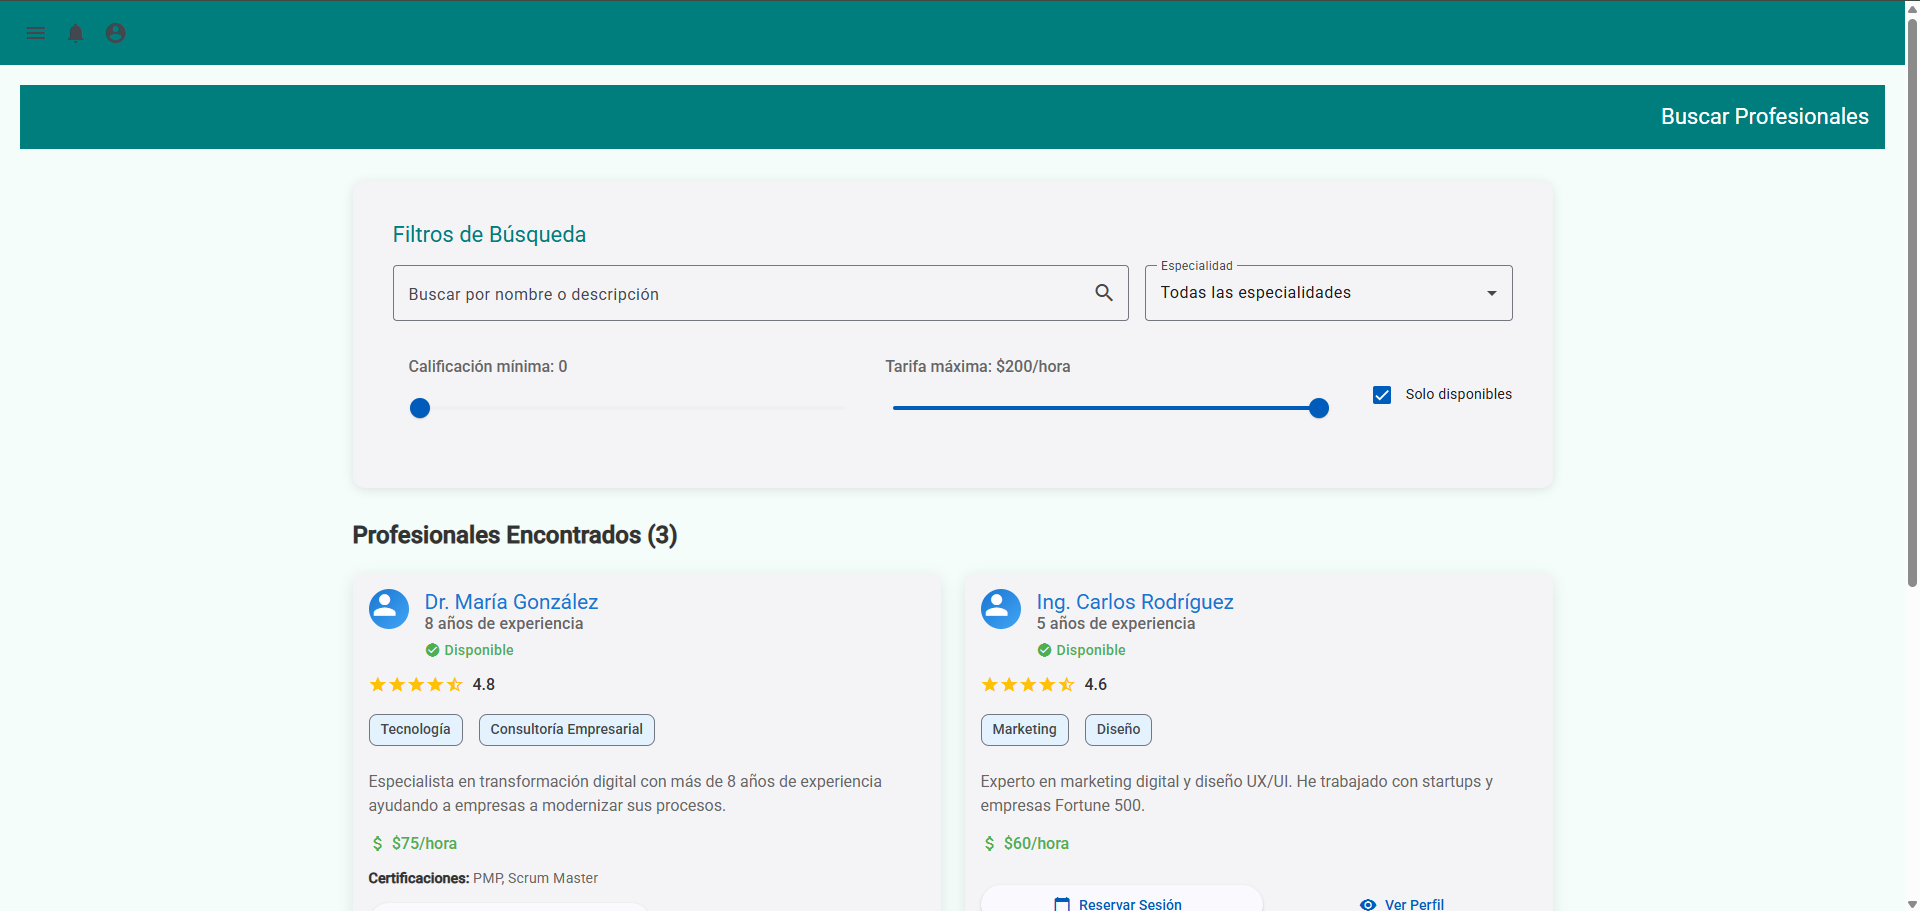 Buscar Profesionales
Filtros de Búsqueda
Buscar por nombre o descripción
Especialidad
Todas las especialidades
Calificación mínima: 0
Tarifa máxima: $200/hora
Solo disponibles
Profesionales Encontrados (3)
Dr. María González
8 años de experiencia
Disponible
4.8
Tecnología
Consultoría Empresarial
Especialista en transformación digital con más de 8 años de experiencia
ayudando a empresas a modernizar sus procesos.
$ $75/hora
Certificaciones: PMP, Scrum Master
Ing. Carlos Rodríguez
5 años de experiencia
Disponible
4.6
Marketing
Diseño
Experto en marketing digital y diseño UX/UI. He trabajado con startups y
empresas Fortune 500.
$ $60/hora
Reservar Sesión
Ver Perfil